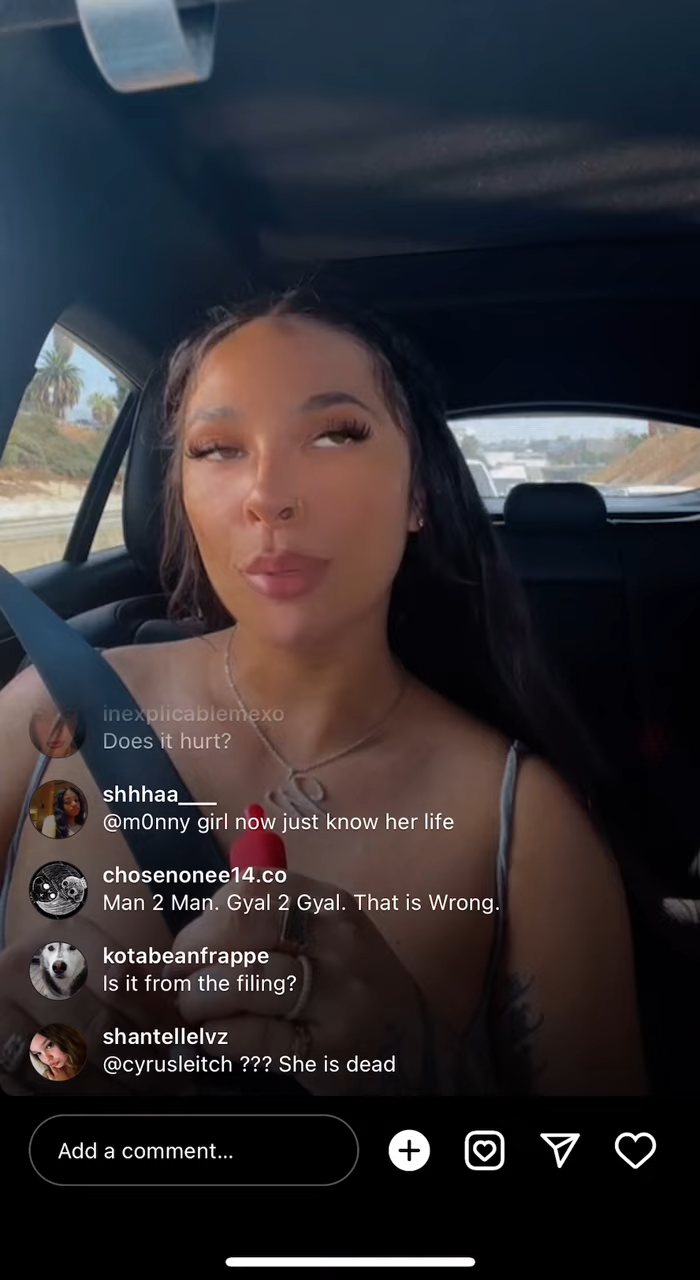 inexplicablemexo
Does it hurt?
shhhaa____
@m0nny girl now just know her life
chosenonee14.co
Man 2 Man. Gyal 2 Gyal. That is Wrong.
kotabeanfrappe
Is it from the filing?
shantellelvz
@cyrusleitch ??? She is dead
Add a comment...